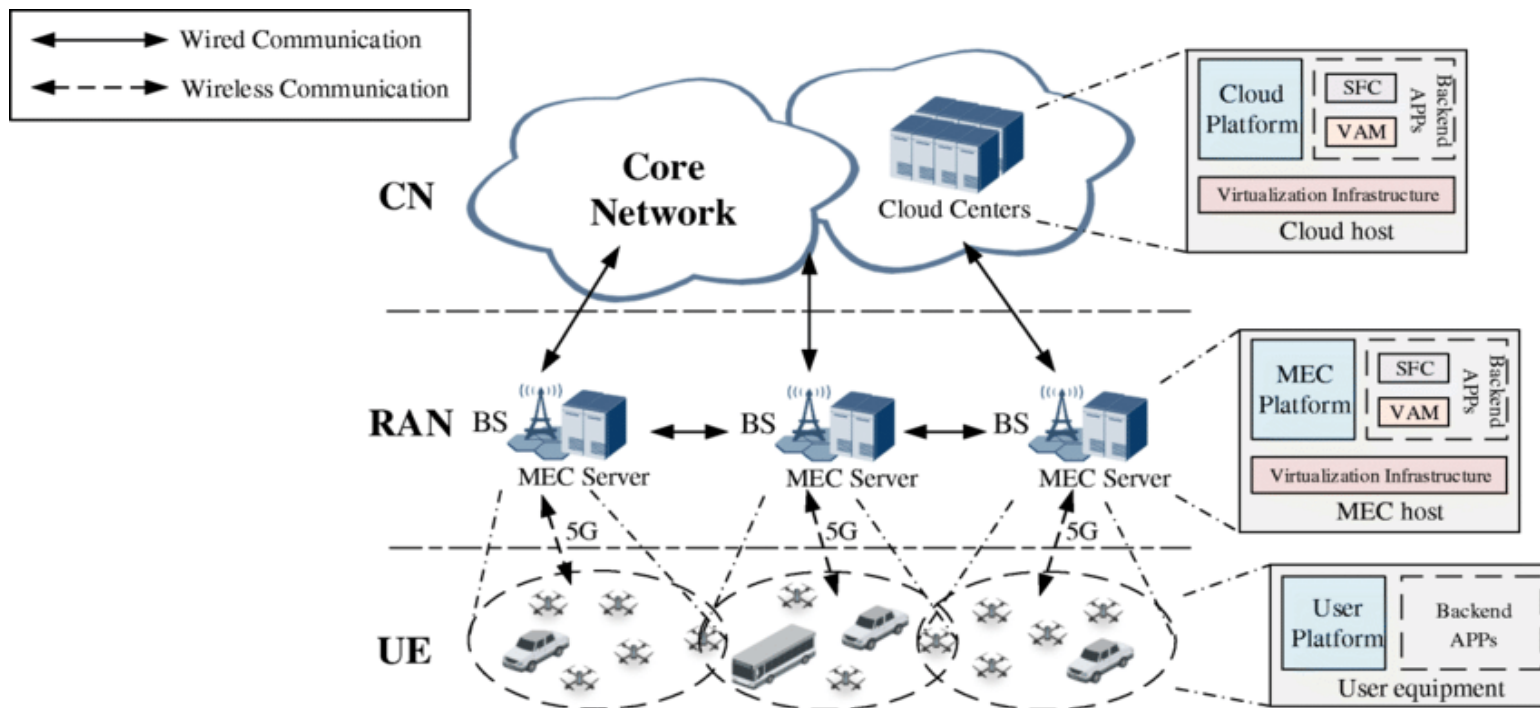 Wired Communication
Wireless Communication
CN
Core
Network
Cloud Centers
Cloud
Platform
SFC
VAM
Backend
APPs
Virtualization Infrastructure
Cloud host
RAN
BS
MEC Server
BS
MEC Server
BS
MEC Server
MEC
Platform
SFC
VAM
Backend
APPs
Virtualization Infrastructure
MEC host
5G
5G
5G
UE
User
Platform
Backend
APPs
User equipment